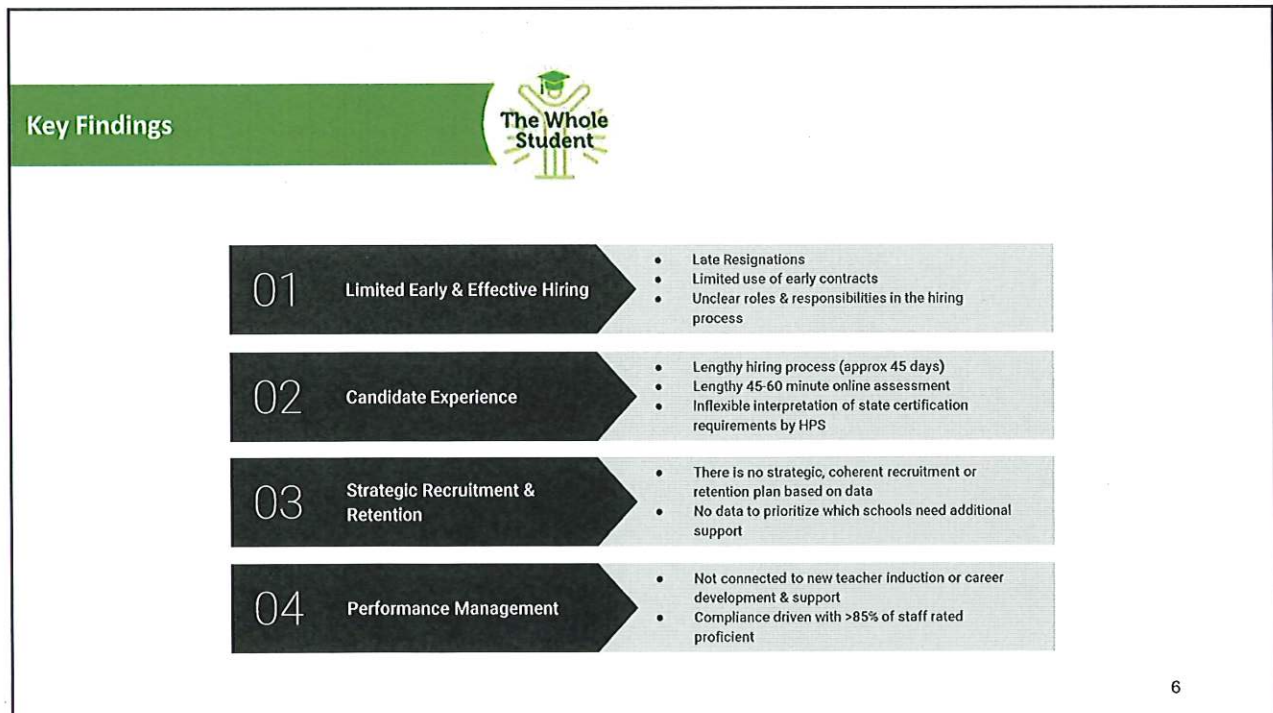 Key Findings
The Whole
Student
01
Limited Early & Effective Hiring
• Late Resignations
• Limited use of early contracts
• Unclear roles & responsibilities in the hiring
process
02
Candidate Experience
• Lengthy hiring process (approx 45 days)
• Lengthy 45-60 minute online assessment
• Inflexible interpretation of state certification
requirements by HPS
03
Strategic Recruitment &
Retention
• There is no strategic, coherent recruitment or
retention plan based on data
• No data to prioritize which schools need additional
support
04
Performance Management
• Not connected to new teacher induction or career
development & support
• Compliance driven with >85% of staff rated
proficient
6